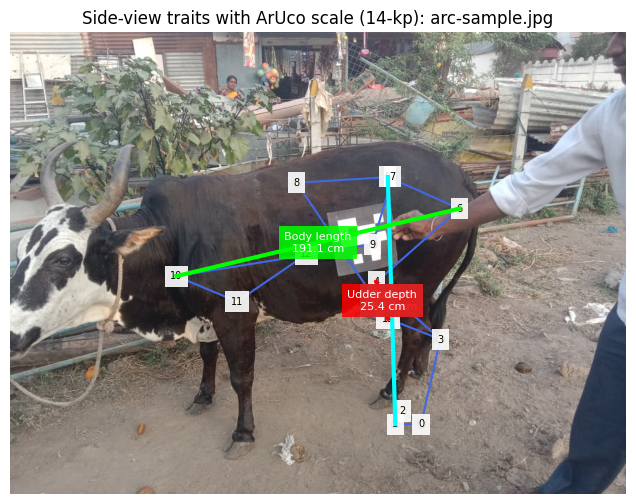 Side-view traits with ArUco scale (14-kp): arc-sample.jpg
8
7
6
Body length
191.1 cm
9
12
10
11
4
Udder depth
25.4 cm
3
2
0